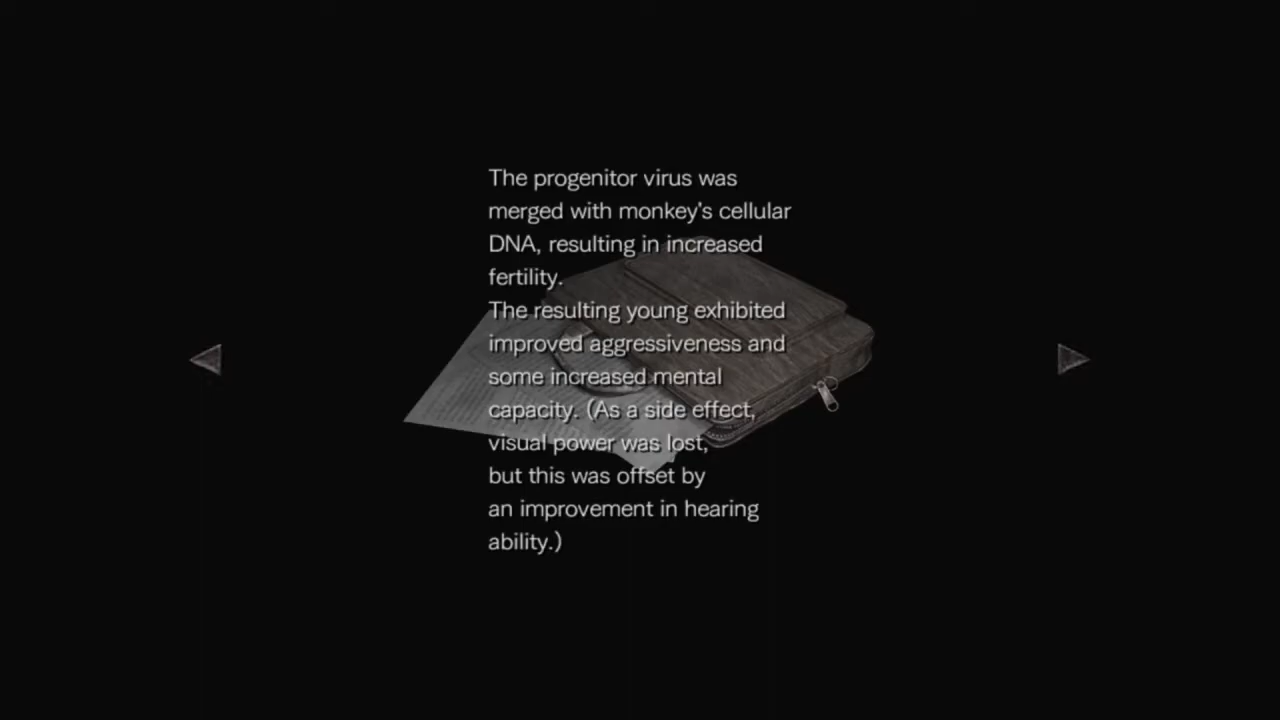 The progenitor virus was
merged with monkey's cellular
DNA, resulting in increased
fertility.
The resulting young exhibited
improved aggressiveness and
some increased mental
capacity. (As a side effect,
visual power was lost,
but this was offset by
an improvement in hearing
ability.)